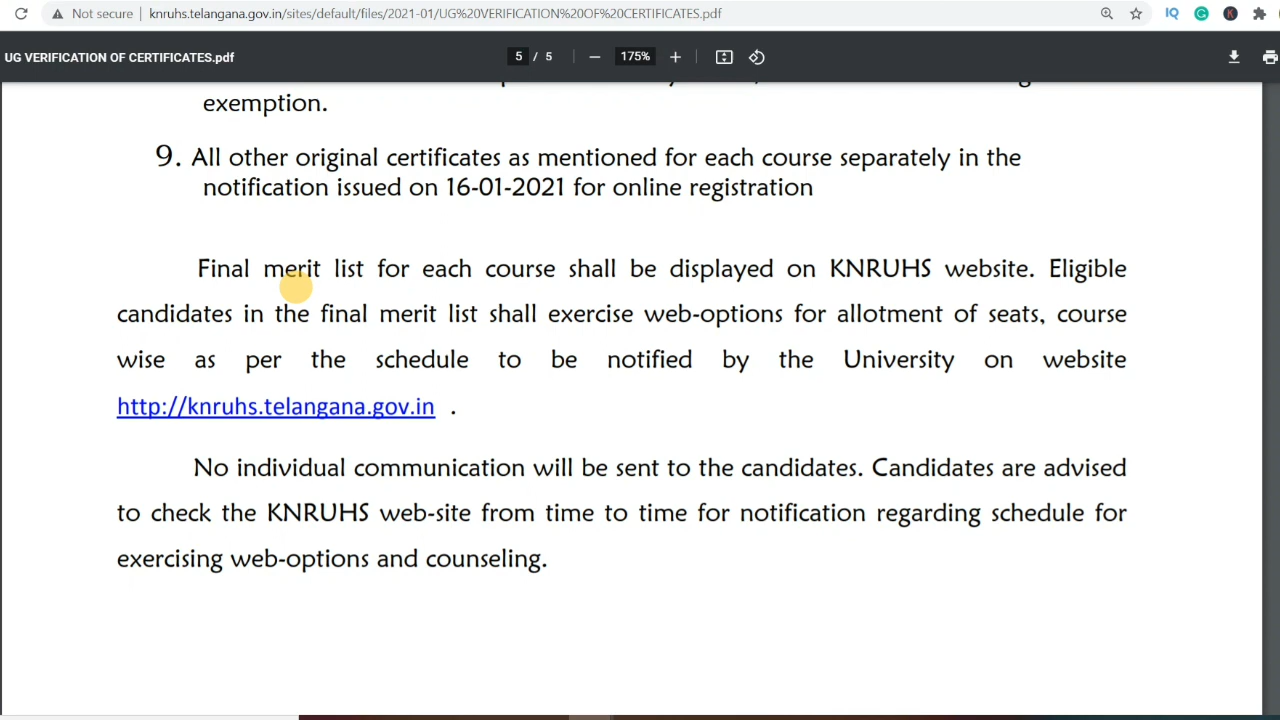 Not secure | knruhs.telangana.gov.in/sites/default/files/2021-01/UG%20VERIFICATION%20OF%20CERTIFICATES.pdf
IQ G K
UG VERIFICATION OF CERTIFICATES.pdf 5 / 5 — 175% +
exemption.
9. All other original certificates as mentioned for each course separately in the
notification issued on 16-01-2021 for online registration
Final merit list for each course shall be displayed on KNRUHS website. Eligible
candidates in the final merit list shall exercise web-options for allotment of seats, course
wise as per the schedule to be notified by the University on website
http://knruhs.telangana.gov.in .
No individual communication will be sent to the candidates. Candidates are advised
to check the KNRUHS web-site from time to time for notification regarding schedule for
exercising web-options and counseling.